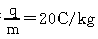 = q/m = 20C/kg